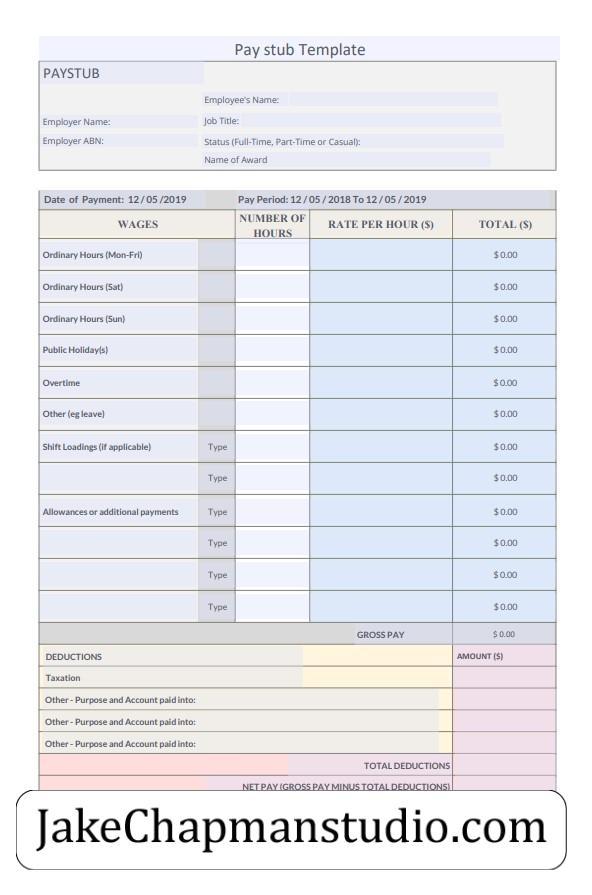 Pay stub Template
PAYSTUB
Employee's Name:
Employer Name:
Job Title:
Employer ABN:
Status (Full-Time, Part-Time or Casual):
Name of Award
Date of Payment: 12 / 05 /2019 Pay Period: 12 / 05 / 2018 To 12 / 05 / 2019
WAGES NUMBER OF HOURS RATE PER HOUR ($) TOTAL ($)
Ordinary Hours (Mon-Fri) $ 0.00
Ordinary Hours (Sat) $ 0.00
Ordinary Hours (Sun) $ 0.00
Public Holiday(s) $ 0.00
Overtime $ 0.00
Other (eg leave) $ 0.00
Shift Loadings (if applicable) Type $ 0.00
Type $ 0.00
Allowances or additional payments Type $ 0.00
Type $ 0.00
Type $ 0.00
Type $ 0.00
GROSS PAY $ 0.00
DEDUCTIONS AMOUNT ($)
Taxation
Other - Purpose and Account paid into:
Other - Purpose and Account paid into:
Other - Purpose and Account paid into:
TOTAL DEDUCTIONS
NET PAY (GROSS PAY MINUS TOTAL DEDUCTIONS)
JakeChapmanstudio.com